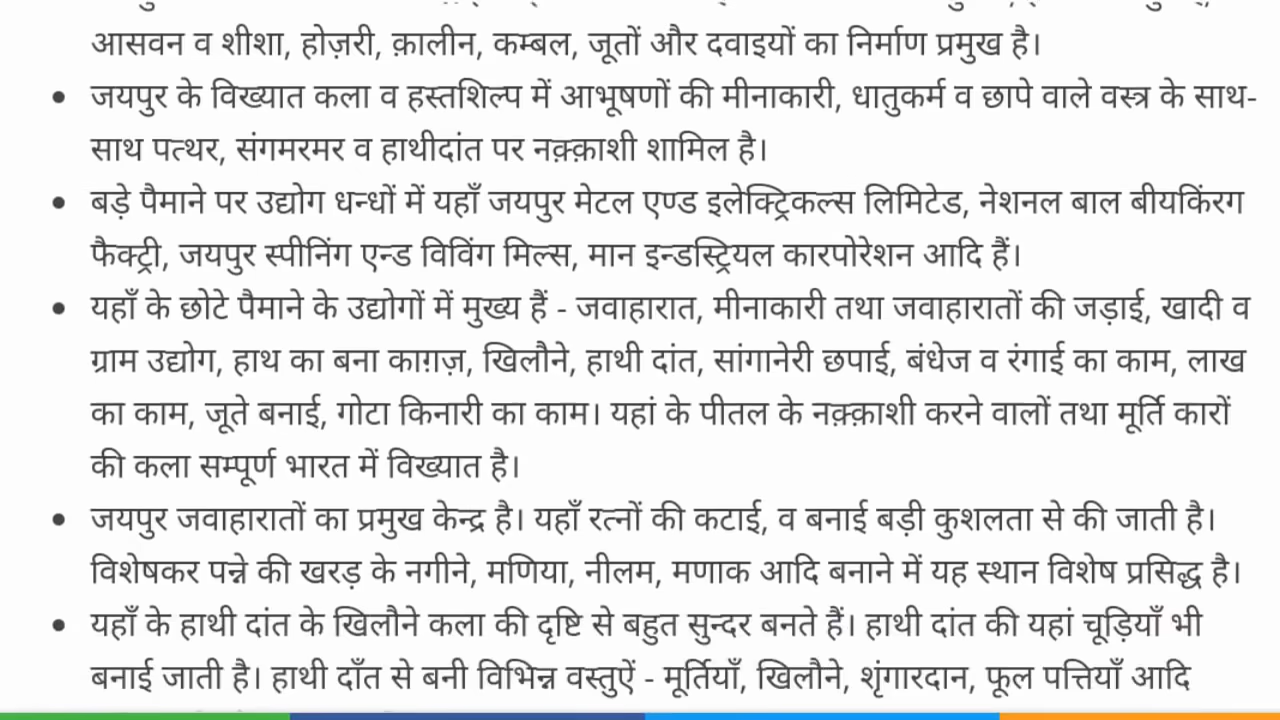 आसवन व शीशा, होज़री, क़ालीन, कम्बल, जूतों और दवाइयों का निर्माण प्रमुख है।
• जयपुर के विख्यात कला व हस्तशिल्प में आभूषणों की मीनाकारी, धातुकर्म व छापे वाले वस्त्र के साथ-
साथ पत्थर, संगमरमर व हाथीदांत पर नक़्क़ाशी शामिल है।
• बड़े पैमाने पर उद्योग धन्धों में यहाँ जयपुर मेटल एण्ड इलेक्ट्रिकल्स लिमिटेड, नेशनल बाल बीयकिंरग
फैक्ट्री, जयपुर स्पीनिंग एन्ड विविंग मिल्स, मान इन्डस्ट्रियल कारपोरेशन आदि हैं।
• यहाँ के छोटे पैमाने के उद्योगों में मुख्य हैं - जवाहारात, मीनाकारी तथा जवाहारातों की जड़ाई, खादी व
ग्राम उद्योग, हाथ का बना काग़ज़, खिलौने, हाथी दांत, सांगानेरी छपाई, बंधेज व रंगाई का काम, लाख
का काम, जूते बनाई, गोटा किनारी का काम। यहां के पीतल के नक़्क़ाशी करने वालों तथा मूर्ति कारों
की कला सम्पूर्ण भारत में विख्यात है।
• जयपुर जवाहारातों का प्रमुख केन्द्र है। यहाँ रत्नों की कटाई, व बनाई बड़ी कुशलता से की जाती है।
विशेषकर पन्ने की खरड़ के नगीने, मणिया, नीलम, मणाक आदि बनाने में यह स्थान विशेष प्रसिद्ध है।
• यहाँ के हाथी दांत के खिलौने कला की दृष्टि से बहुत सुन्दर बनते हैं। हाथी दांत की यहां चूड़ियाँ भी
बनाई जाती है। हाथी दाँत से बनी विभिन्न वस्तुऐं - मूर्तियाँ, खिलौने, शृंगारदान, फूल पत्तियाँ आदि